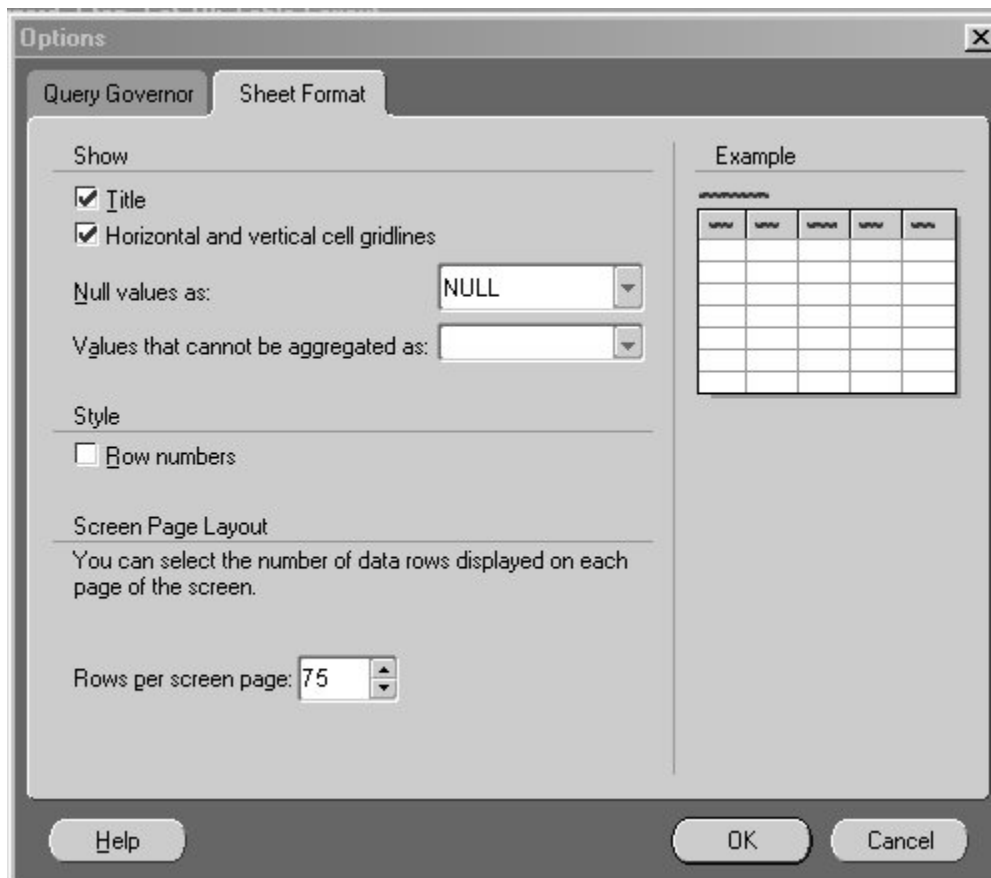 Options
Query Governor
Sheet Format
Show
Title
Horizontal and vertical cell gridlines
Null values as:
NULL
Values that cannot be aggregated as:
Style
Row numbers
Screen Page Layout
You can select the number of data rows displayed on each
page of the screen.
Rows per screen page:
75
Example
Help
OK
Cancel